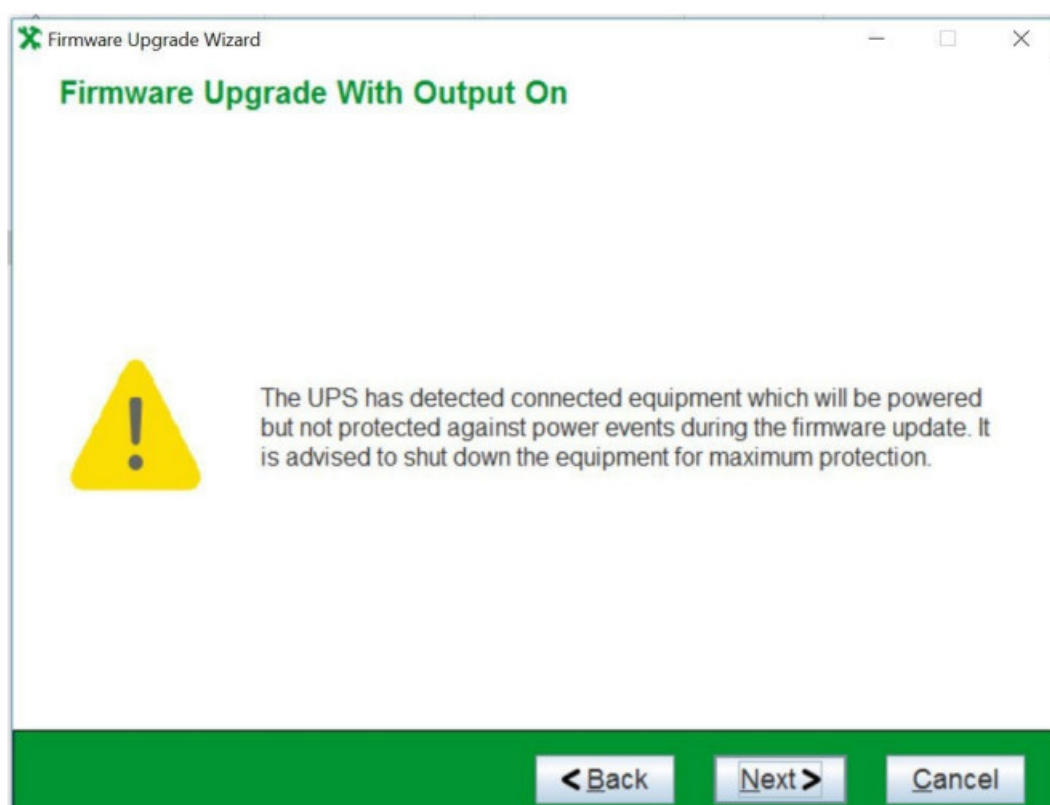 Firmware Upgrade Wizard
Firmware Upgrade With Output On
The UPS has detected connected equipment which will be powered
but not protected against power events during the firmware update. It
is advised to shut down the equipment for maximum protection.
< Back Next > Cancel